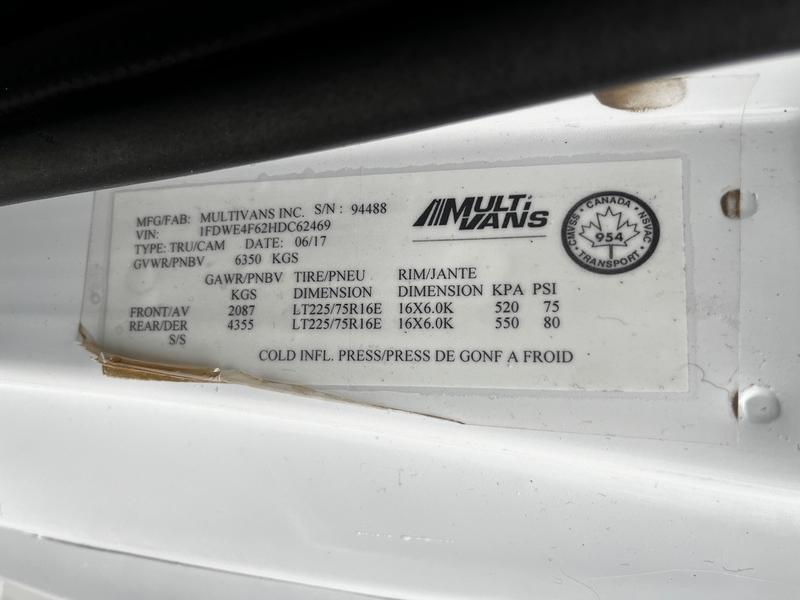 MFG/FAB: MULTIVANS INC. S/N : 94488
VIN: 1FDWE4F62HDC62469
TYPE: TRU/CAM DATE: 06/17
GVWR/PNBV 6350 KGS
MULTI VANS
CANADA
CMVSS NSVAC
954
TRANSPORT
GAWR/PNBV TIRE/PNEU RIM/JANTE
KGS DIMENSION DIMENSION KPA PSI
FRONT/AV 2087 LT225/75R16E 16X6.0K 520 75
REAR/DER 4355 LT225/75R16E 16X6.0K 550 80
S/S
COLD INFL. PRESS/PRESS DE GONF A FROID